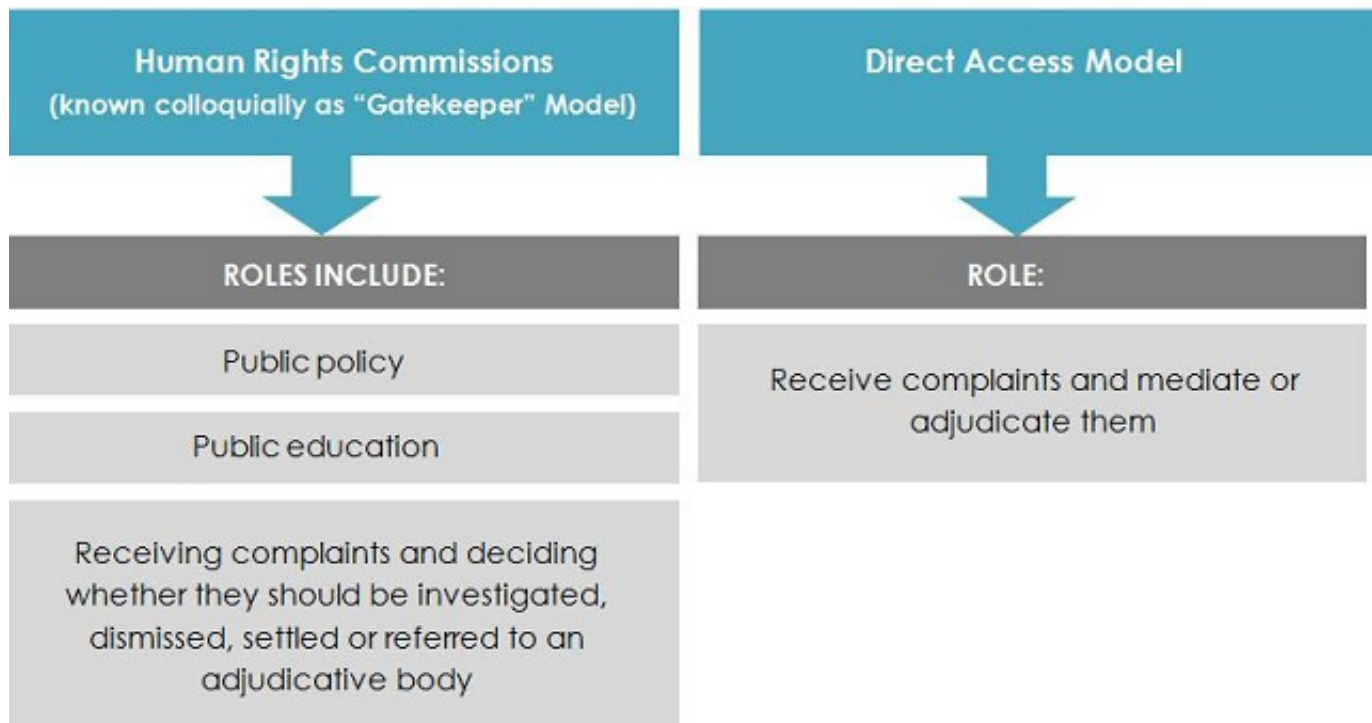 Human Rights Commissions
(known colloquially as “Gatekeeper” Model)
ROLES INCLUDE:
Public policy
Public education
Receiving complaints and deciding
whether they should be investigated,
dismissed, settled or referred to an
adjudicative body
Direct Access Model
ROLE:
Receive complaints and mediate or
adjudicate them